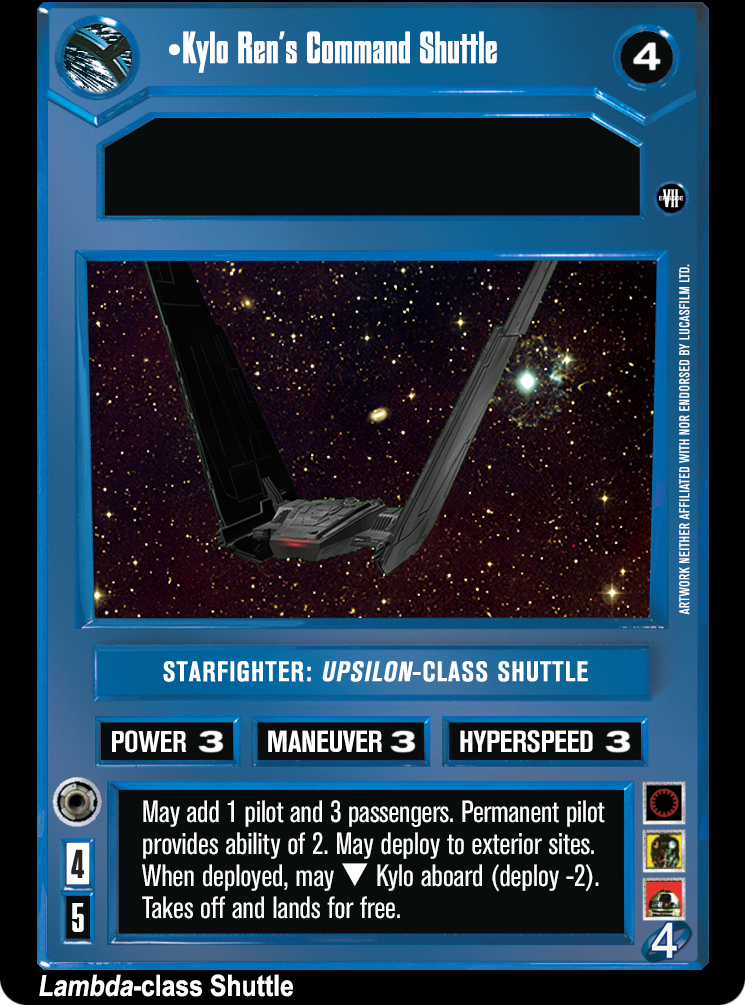 •Kylo Ren's Command Shuttle
4
EPISODE
VII
ARTWORK NEITHER AFFILIATED WITH NOR ENDORSED BY LUCASFILM LTD.
STARFIGHTER: UPSILON-CLASS SHUTTLE
POWER 3
MANEUVER 3
HYPERSPEED 3
May add 1 pilot and 3 passengers. Permanent pilot
provides ability of 2. May deploy to exterior sites.
When deployed, may ▼ Kylo aboard (deploy -2).
Takes off and lands for free.
4
5
4
Lambda-class Shuttle